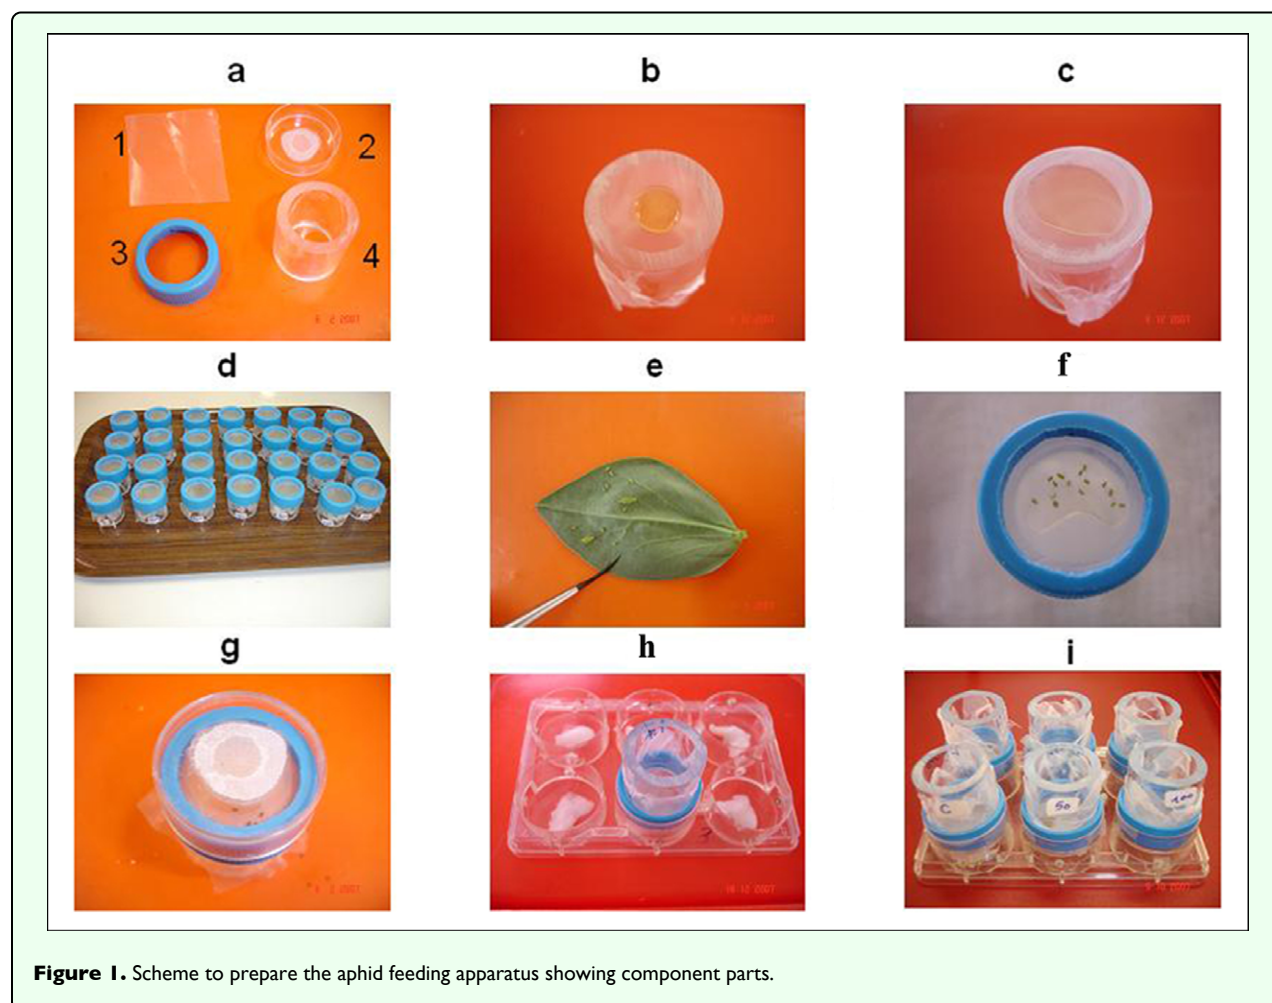 a
b
c
1
2
3
4
d
e
f
g
h
i
C
50
100
Figure 1. Scheme to prepare the aphid feeding apparatus showing component parts.